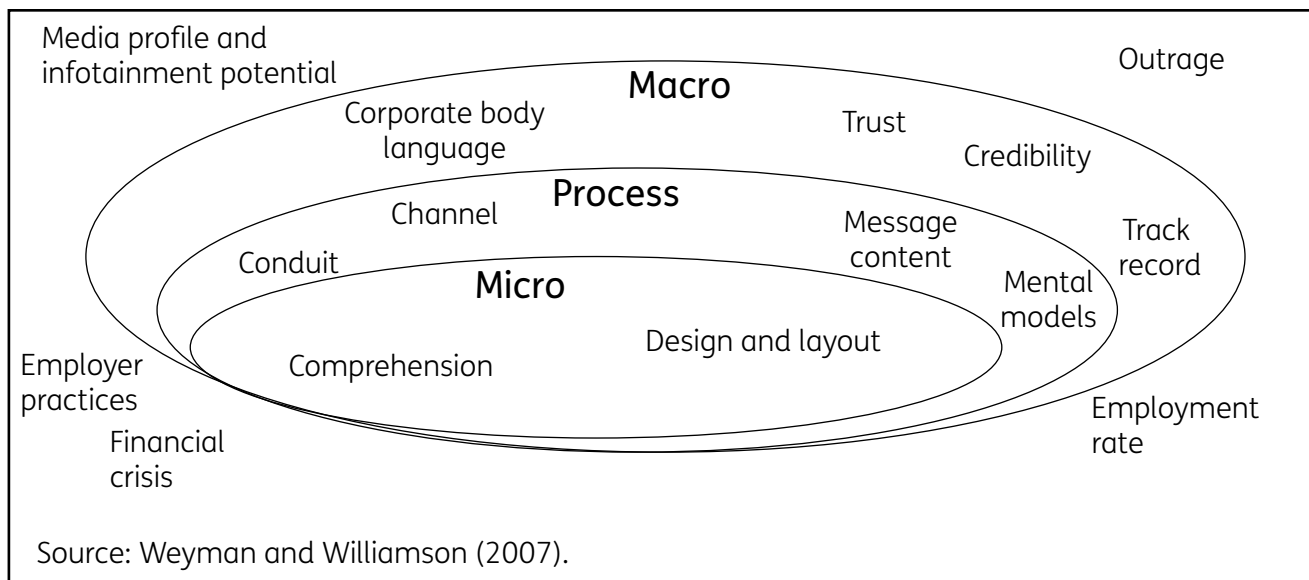 Media profile and
infotainment potential
Outrage
Macro
Corporate body
language
Trust
Credibility
Process
Channel
Message
content
Track
record
Conduit
Mental
models
Micro
Design and layout
Comprehension
Employer
practices
Employment
rate
Financial
crisis
Source: Weyman and Williamson (2007).